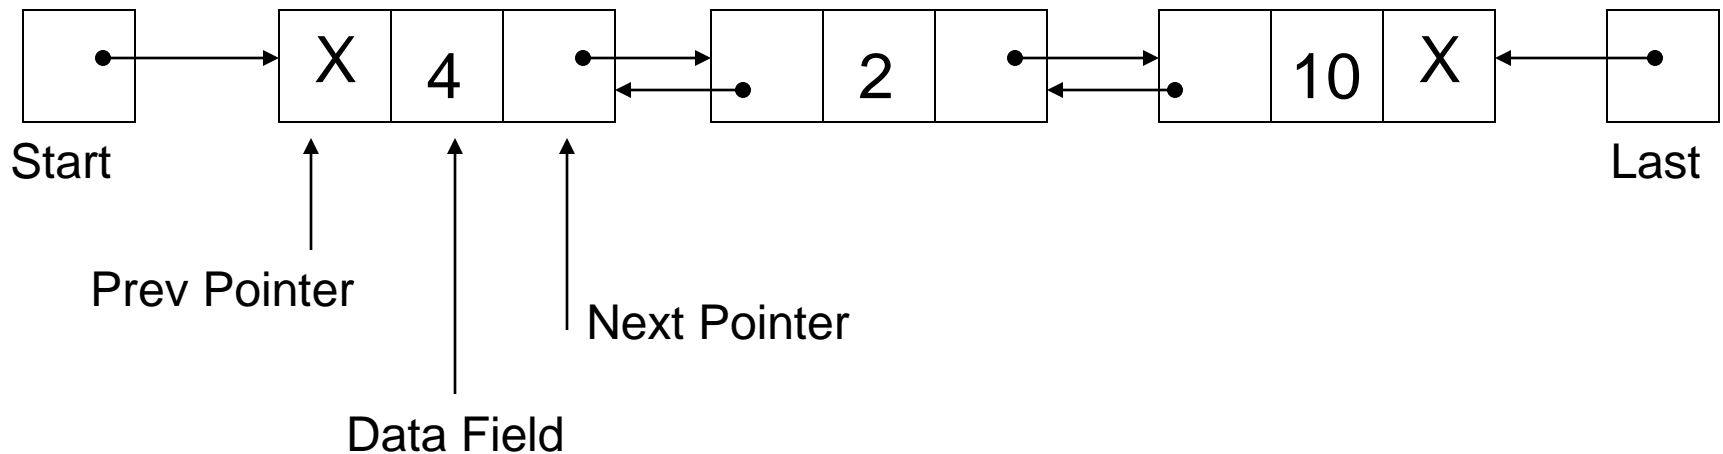 X 4 2 10 X
Start Last
Prev Pointer
Next Pointer
Data Field